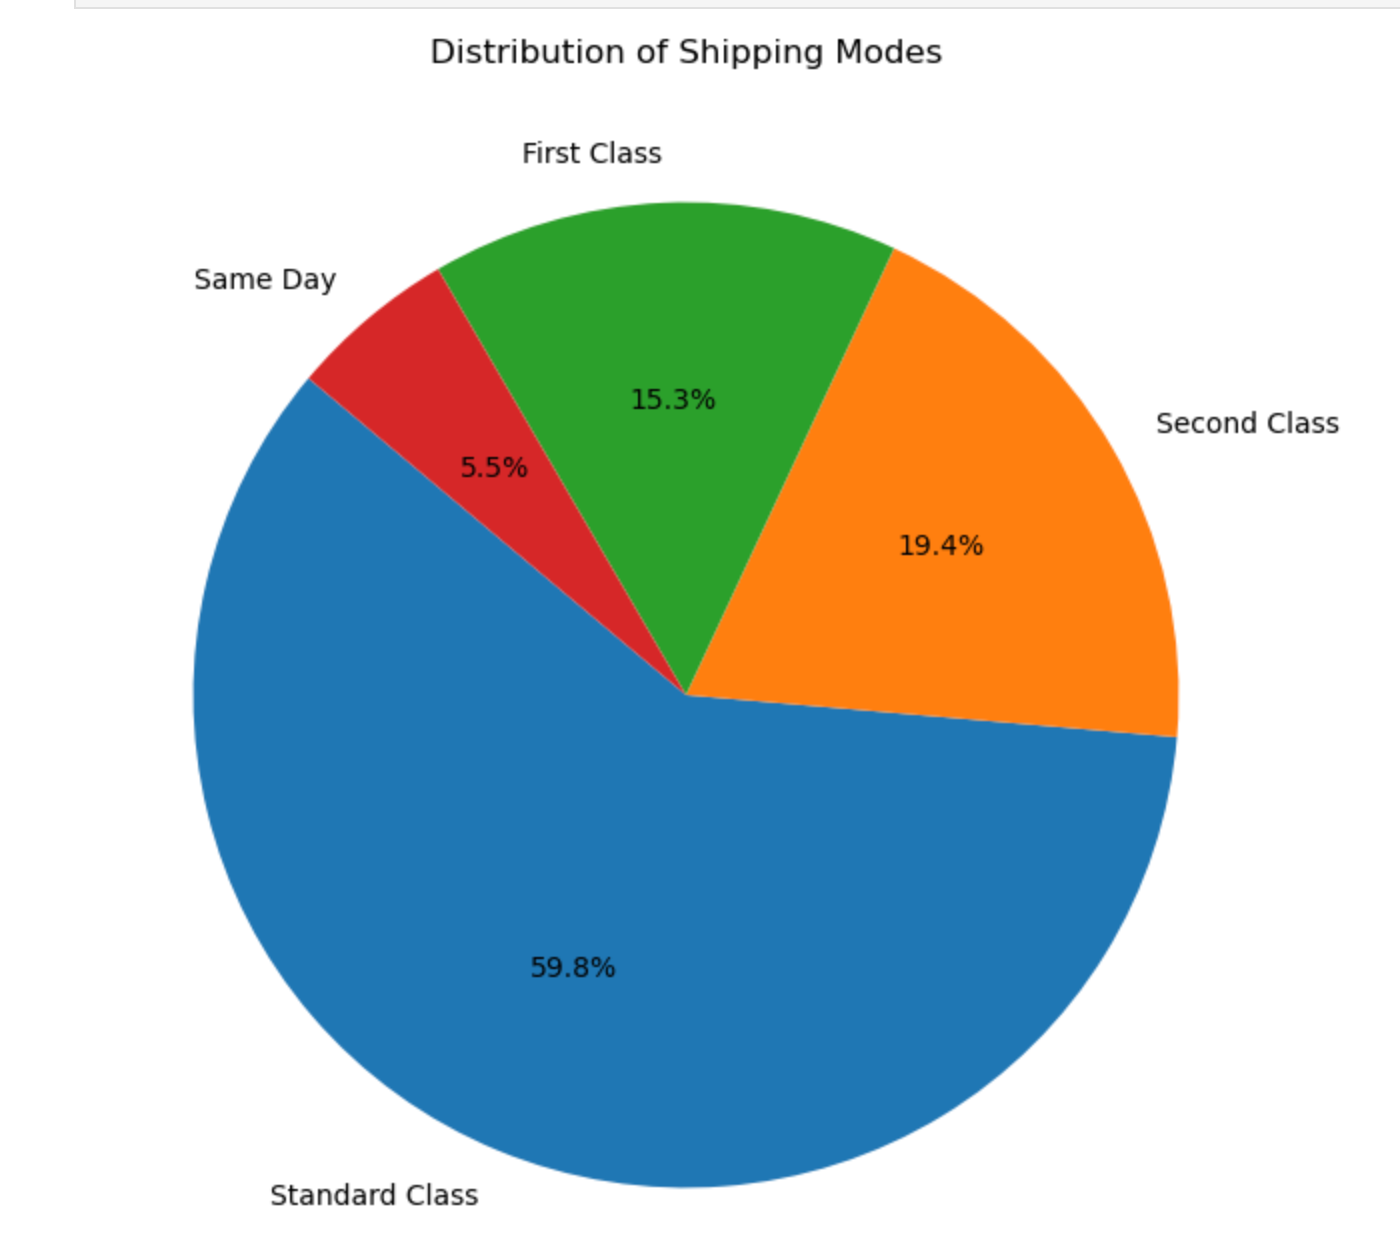 Distribution of Shipping Modes
First Class
Same Day
15.3%
Second Class
5.5%
19.4%
59.8%
Standard Class